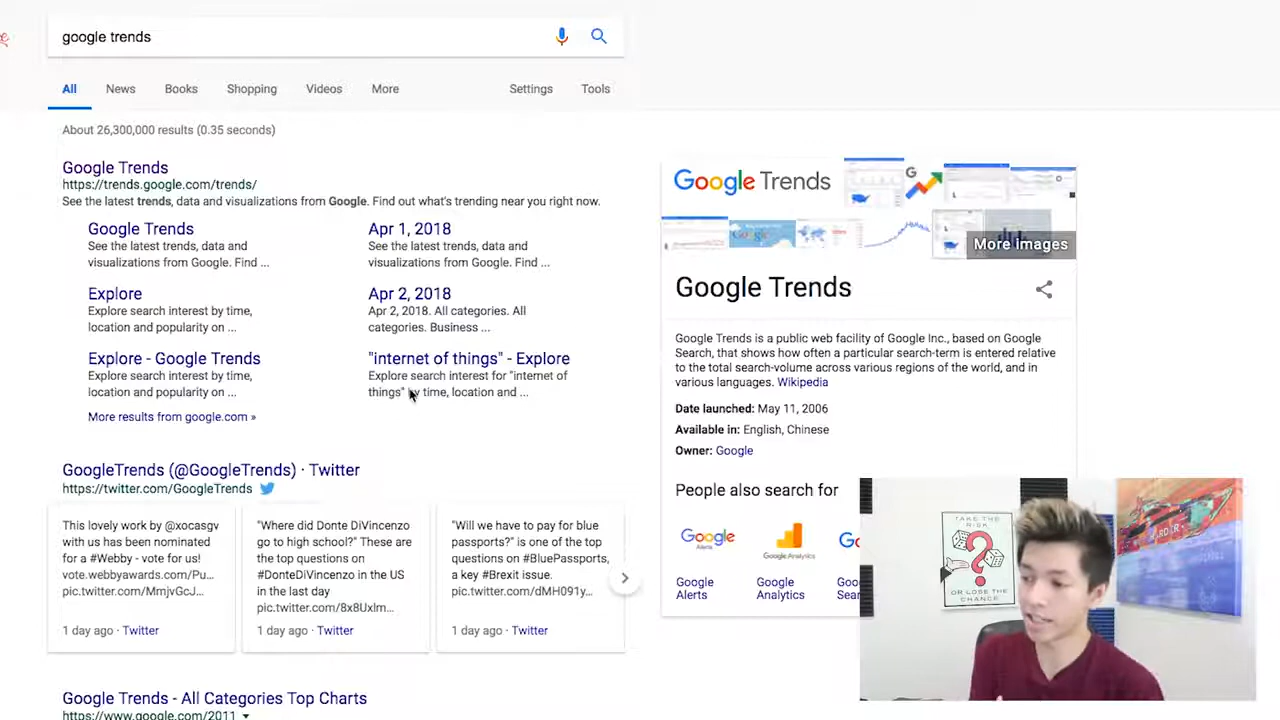 google trends
All News Books Shopping Videos More Settings Tools
About 26,300,000 results (0.35 seconds)
Google Trends
https://trends.google.com/trends/
See the latest trends, data and visualizations from Google. Find out what's trending near you right now.
Google Trends
See the latest trends, data and
visualizations from Google. Find ...
Apr 1, 2018
See the latest trends, data and
visualizations from Google. Find ...
Explore
Explore search interest by time,
location and popularity on ...
Apr 2, 2018
Apr 2, 2018. All categories. All
categories. Business ...
Explore - Google Trends
Explore search interest by time,
location and popularity on ...
"internet of things" - Explore
Explore search interest for "internet of
things" by time, location and ...
More results from google.com »
GoogleTrends (@GoogleTrends) · Twitter
https://twitter.com/GoogleTrends
This lovely work by @xocasgv
with us has been nominated
for a #Webby - vote for us!
vote.webbyawards.com/Pu...
pic.twitter.com/MmjvGcJ...
1 day ago · Twitter
"Where did Donte DiVincenzo
go to high school?" These are
the top questions on
#DonteDiVincenzo in the US
in the last day
pic.twitter.com/8x8Uxlm...
1 day ago · Twitter
"Will we have to pay for blue
passports?" is one of the top
questions on #BluePassports,
a key #Brexit issue.
pic.twitter.com/dMH091y...
1 day ago · Twitter
Google Trends - All Categories Top Charts
https://www.google.com/2011
Google Trends
More images
Google Trends
Google Trends is a public web facility of Google Inc., based on Google
Search, that shows how often a particular search-term is entered relative
to the total search-volume across various regions of the world, and in
various languages. Wikipedia
Date launched: May 11, 2006
Available in: English, Chinese
Owner: Google
People also search for
Google
Alerts
Google Analytics
Google
Alerts
Google
Analytics
TAKE THE
RISK
OR LOSE THE
CHANCE